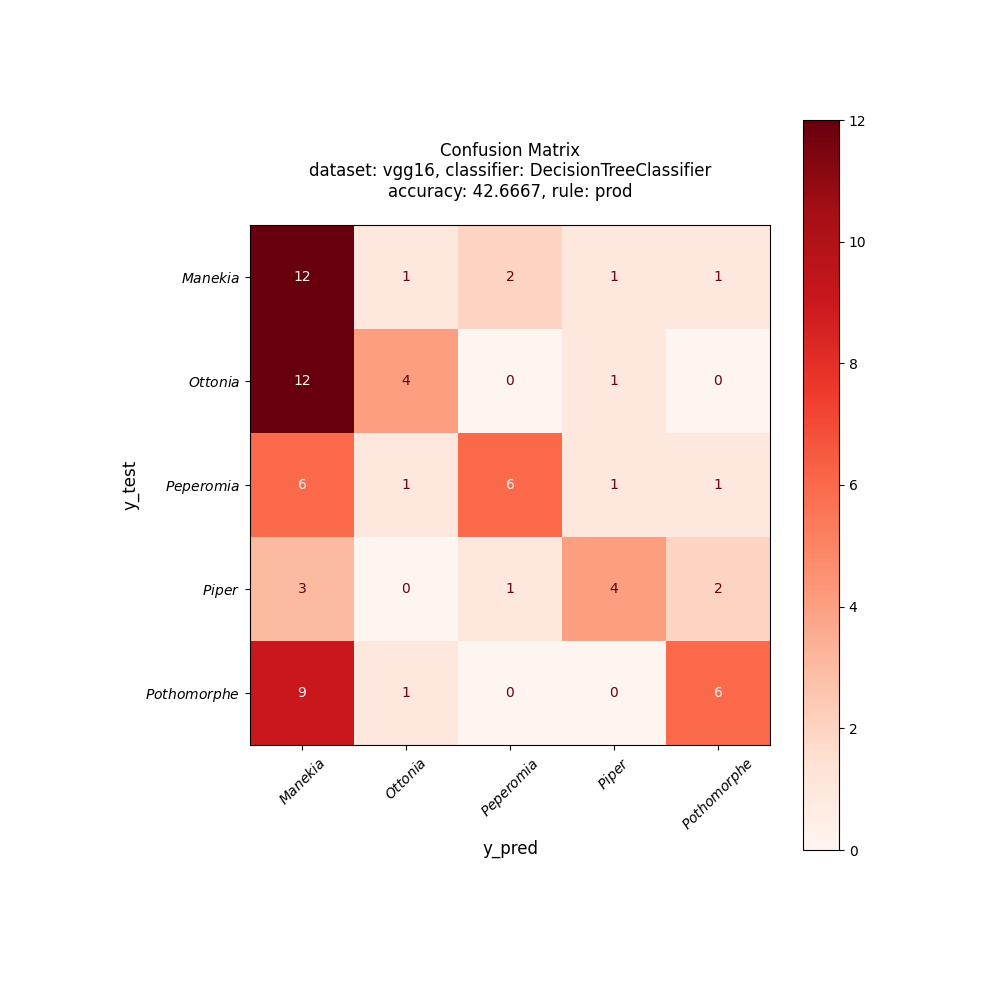 Confusion Matrix
dataset: vgg16, classifier: DecisionTreeClassifier
accuracy: 42.6667, rule: prod
12
10
8
6
4
2
0
y_test
Manekia 12 1 2 1 1
Ottonia 12 4 0 1 0
Peperomia 6 1 6 1 1
Piper 3 0 1 4 2
Pothomorphe 9 1 0 0 6
Manekia Ottonia Peperomia Piper Pothomorphe
y_pred